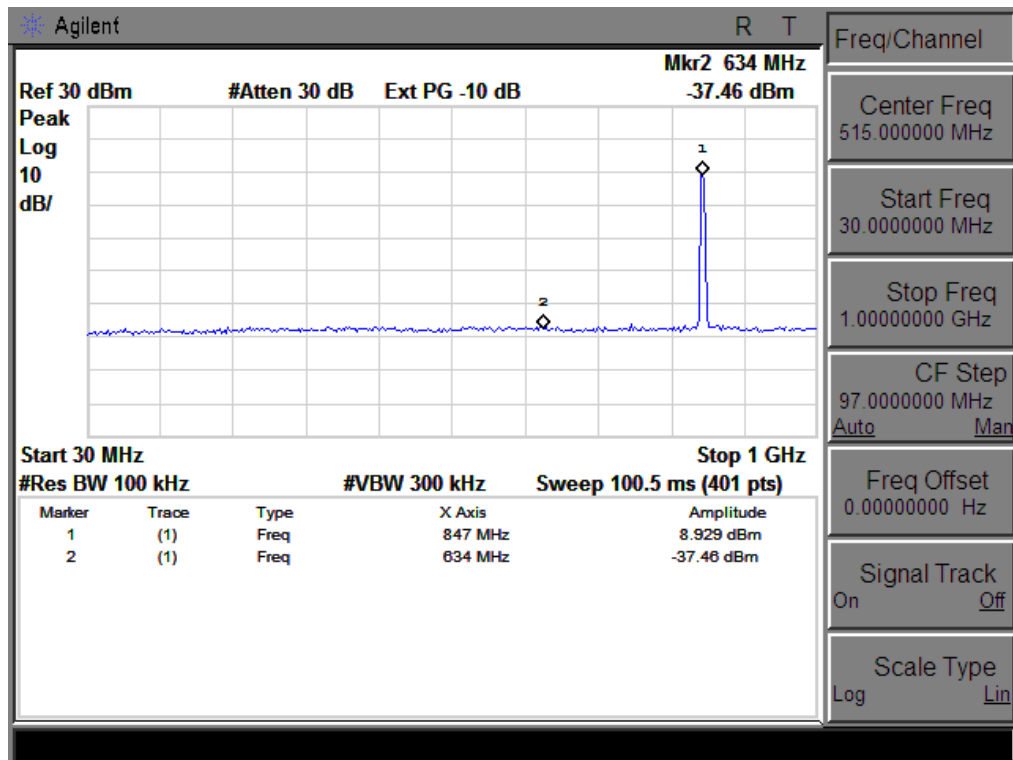 Agilent R T
Mkr2 634 MHz
Ref 30 dBm #Atten 30 dB Ext PG -10 dB -37.46 dBm
Peak
Log
10
dB/
1
2
Start 30 MHz Stop 1 GHz
#Res BW 100 kHz #VBW 300 kHz Sweep 100.5 ms (401 pts)
Marker Trace Type X Axis Amplitude
1 (1) Freq 847 MHz 8.929 dBm
2 (1) Freq 634 MHz -37.46 dBm
Freq/Channel
Center Freq
515.000000 MHz
Start Freq
30.0000000 MHz
Stop Freq
1.00000000 GHz
CF Step
97.0000000 MHz
Auto Man
Freq Offset
0.00000000 Hz
Signal Track
On Off
Scale Type
Log Lin